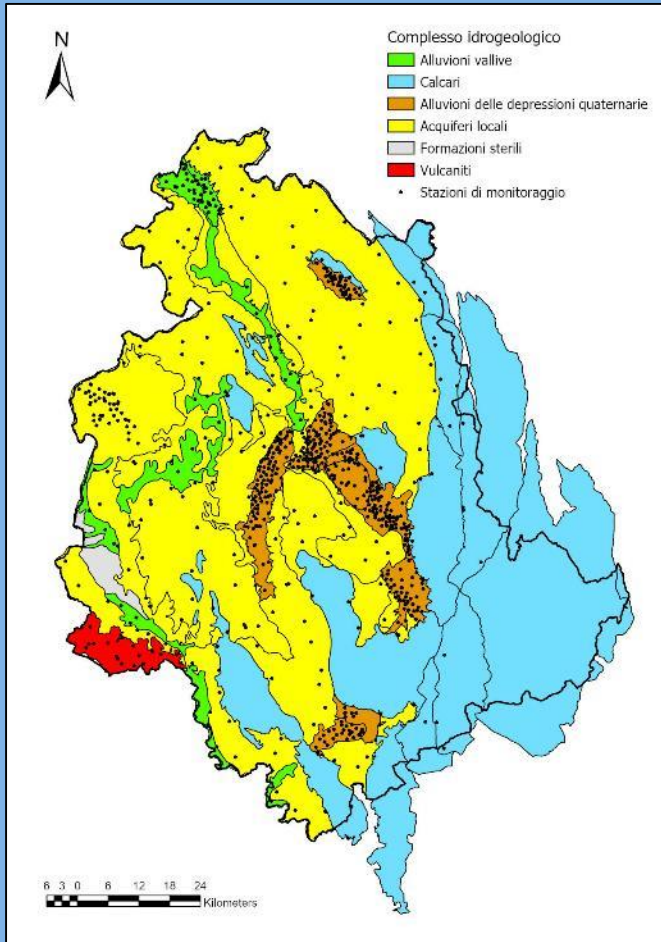 N
Complesso idrogeologico
Alluvioni vallive
Calcari
Alluvioni delle depressioni quaternarie
Acquiferi locali
Formazioni sterili
Vulcaniti
Stazioni di monitoraggio
6 3 0 6 12 18 24
Kilometers